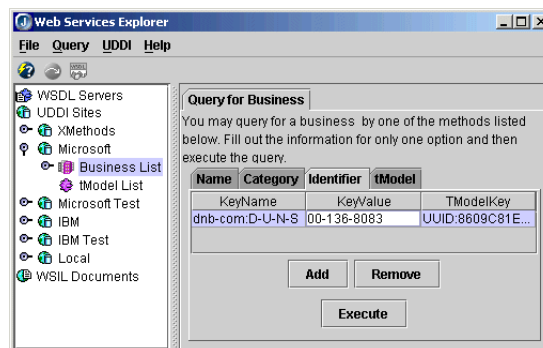 Web Services Explorer
File Query UDDI Help
WSDL Servers
UDDI Sites
XMethods
Microsoft
Business List
tModel List
Microsoft Test
IBM
IBM Test
Local
WSIL Documents
Query for Business
You may query for a business by one of the methods listed
below. Fill out the information for only one option and then
execute the query.
Name Category Identifier tModel
KeyName KeyValue TModelKey
dnb-com:D-U-N-S 00-136-8083 UUID:8609C81E...
Add Remove
Execute